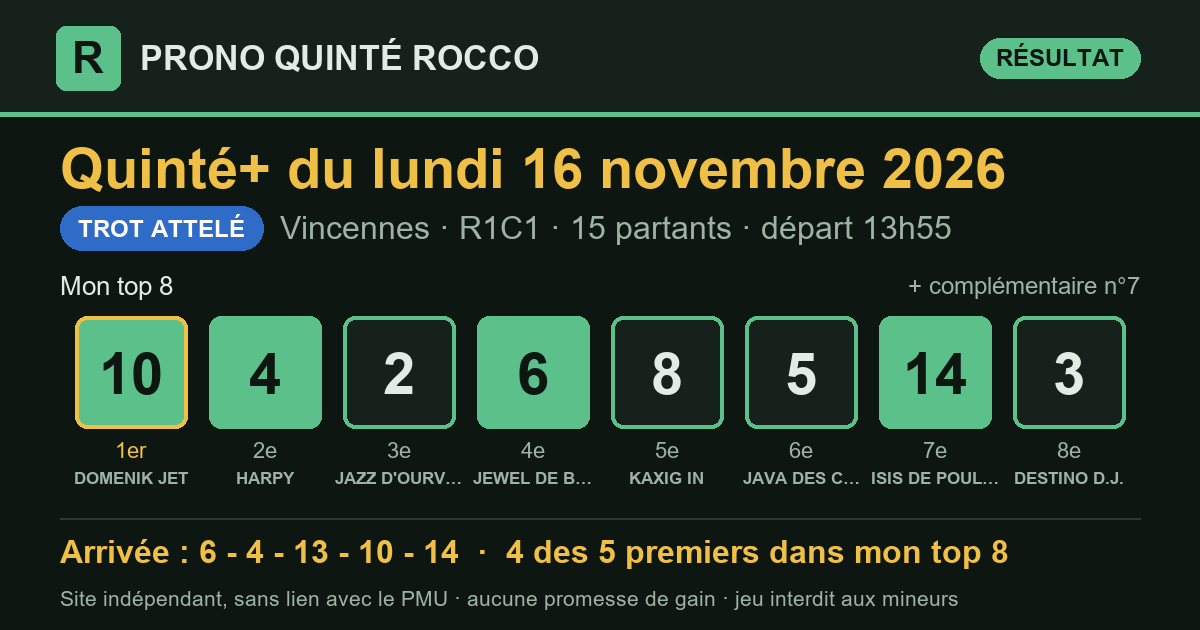 R PRONO QUINTÉ ROCCO RÉSULTAT
Quinté+ du lundi 16 novembre 2026
TROT ATTELÉ Vincennes · R1C1 · 15 partants · départ 13h55
Mon top 8 + complémentaire n°7
10 4 2 6 8 5 14 3
1er 2e 3e 4e 5e 6e 7e 8e
DOMENIK JET HARPY JAZZ D'OURV... JEWEL DE B... KAXIG IN JAVA DES C... ISIS DE POUL... DESTINO D.J.
Arrivée : 6 - 4 - 13 - 10 - 14 · 4 des 5 premiers dans mon top 8
Site indépendant, sans lien avec le PMU · aucune promesse de gain · jeu interdit aux mineurs